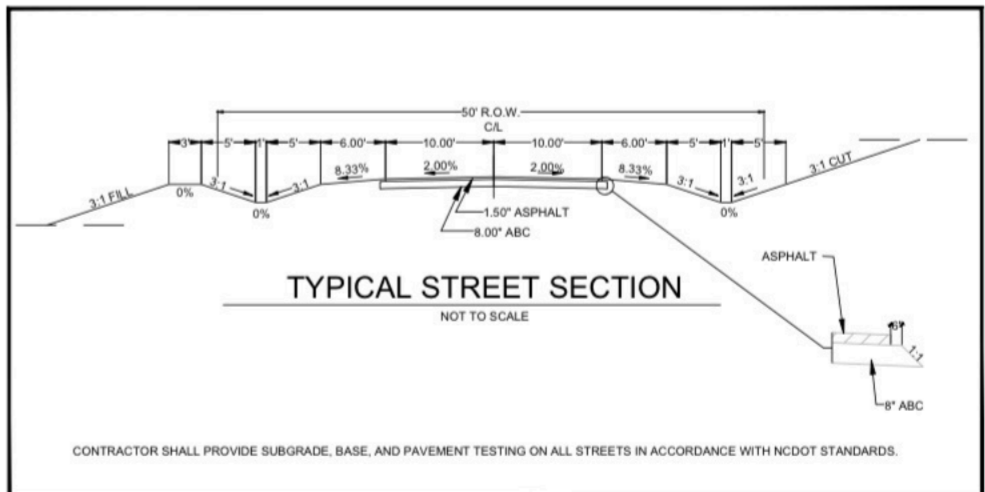 50' R.O.W.
C/L
3' 5' 1' 5' 6.00' 10.00' 10.00' 6.00' 5' 1' 5'
8.33% 2.00% 2.00% 8.33%
3:1 FILL 3:1 3:1 3:1 3:1 3:1 CUT
0% 0% 0%
1.50" ASPHALT
8.00" ABC
TYPICAL STREET SECTION
NOT TO SCALE
ASPHALT
6"
1:1
8" ABC
CONTRACTOR SHALL PROVIDE SUBGRADE, BASE, AND PAVEMENT TESTING ON ALL STREETS IN ACCORDANCE WITH NCDOT STANDARDS.